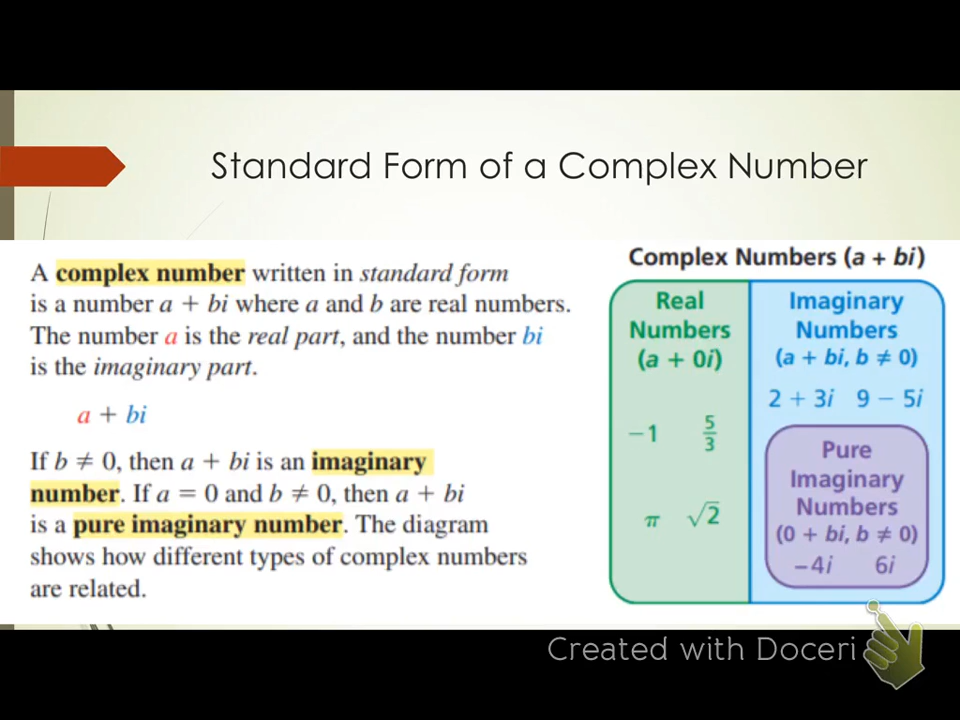 Standard Form of a Complex Number
A complex number written in standard form
is a number a + bi where a and b are real numbers.
The number a is the real part, and the number bi
is the imaginary part.
a + bi
If b ≠ 0, then a + bi is an imaginary
number. If a = 0 and b ≠ 0, then a + bi
is a pure imaginary number. The diagram
shows how different types of complex numbers
are related.
Complex Numbers (a + bi)
Real
Numbers
(a + 0i)
−1 5/3
π √2
Imaginary
Numbers
(a + bi, b ≠ 0)
2 + 3i 9 − 5i
Pure
Imaginary
Numbers
(0 + bi, b ≠ 0)
−4i 6i
Created with Doceri